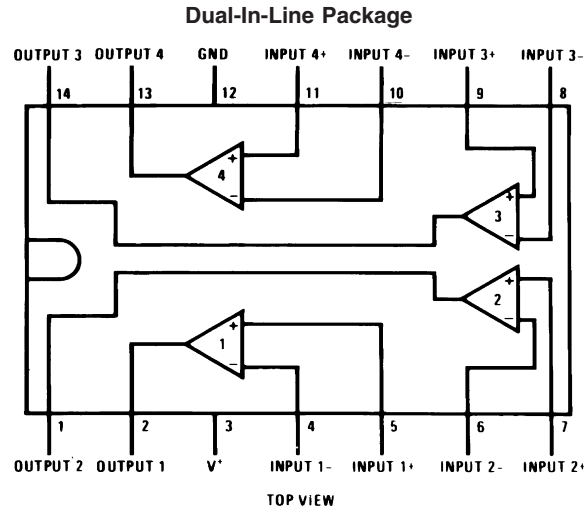 Dual-In-Line Package
OUTPUT 3 OUTPUT 4 GND INPUT 4+ INPUT 4- INPUT 3+ INPUT 3-
14 13 12 11 10 9 8
+
4
-
+
3
-
+
2
-
+
1
-
1 2 3 4 5 6 7
OUTPUT 2 OUTPUT 1 V+ INPUT 1- INPUT 1+ INPUT 2- INPUT 2+
TOP VIEW